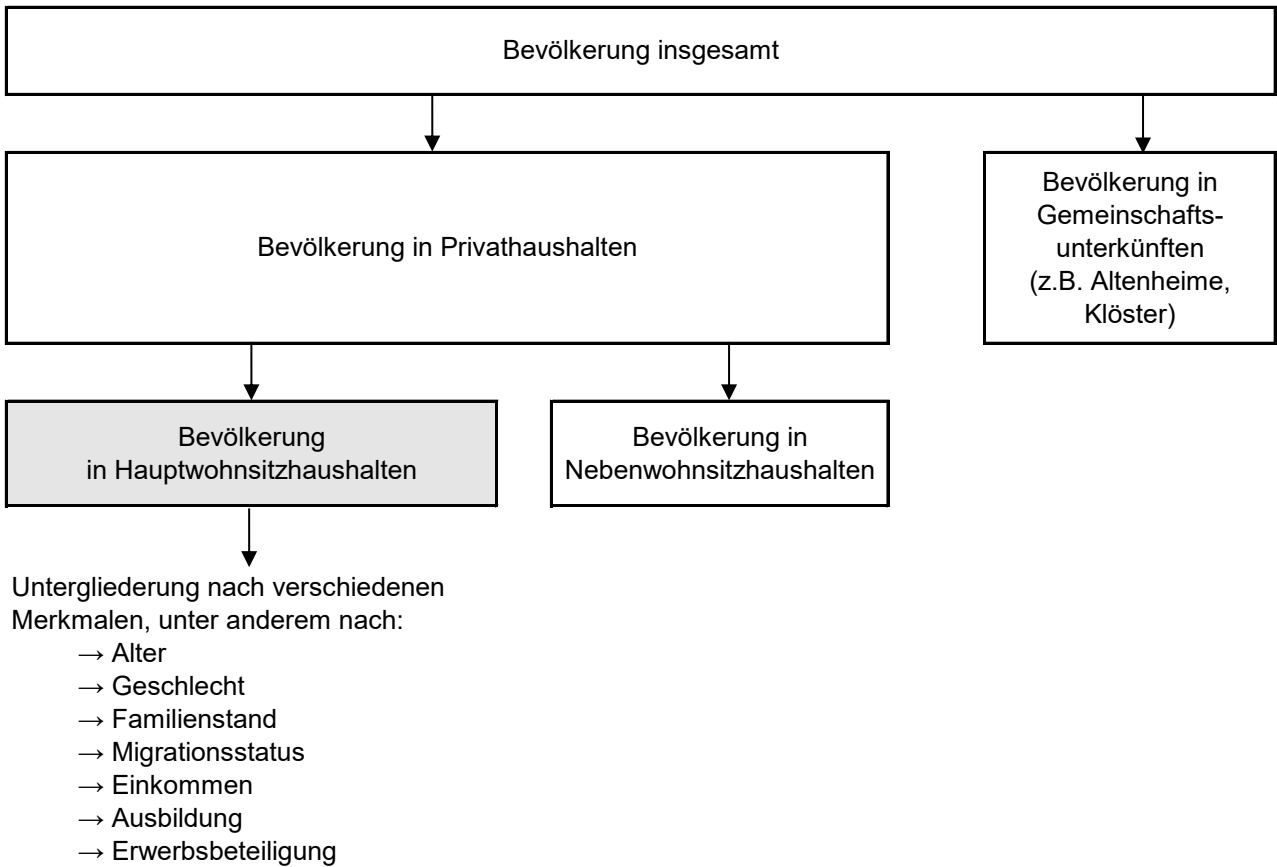 Bevölkerung insgesamt
Bevölkerung in Privathaushalten
Bevölkerung in
Gemeinschafts-
unterkünften
(z.B. Altenheime,
Klöster)
Bevölkerung
in Hauptwohnsitzhaushalten
Bevölkerung in
Nebenwohnsitzhaushalten
Untergliederung nach verschiedenen
Merkmalen, unter anderem nach:
→ Alter
→ Geschlecht
→ Familienstand
→ Migrationsstatus
→ Einkommen
→ Ausbildung
→ Erwerbsbeteiligung